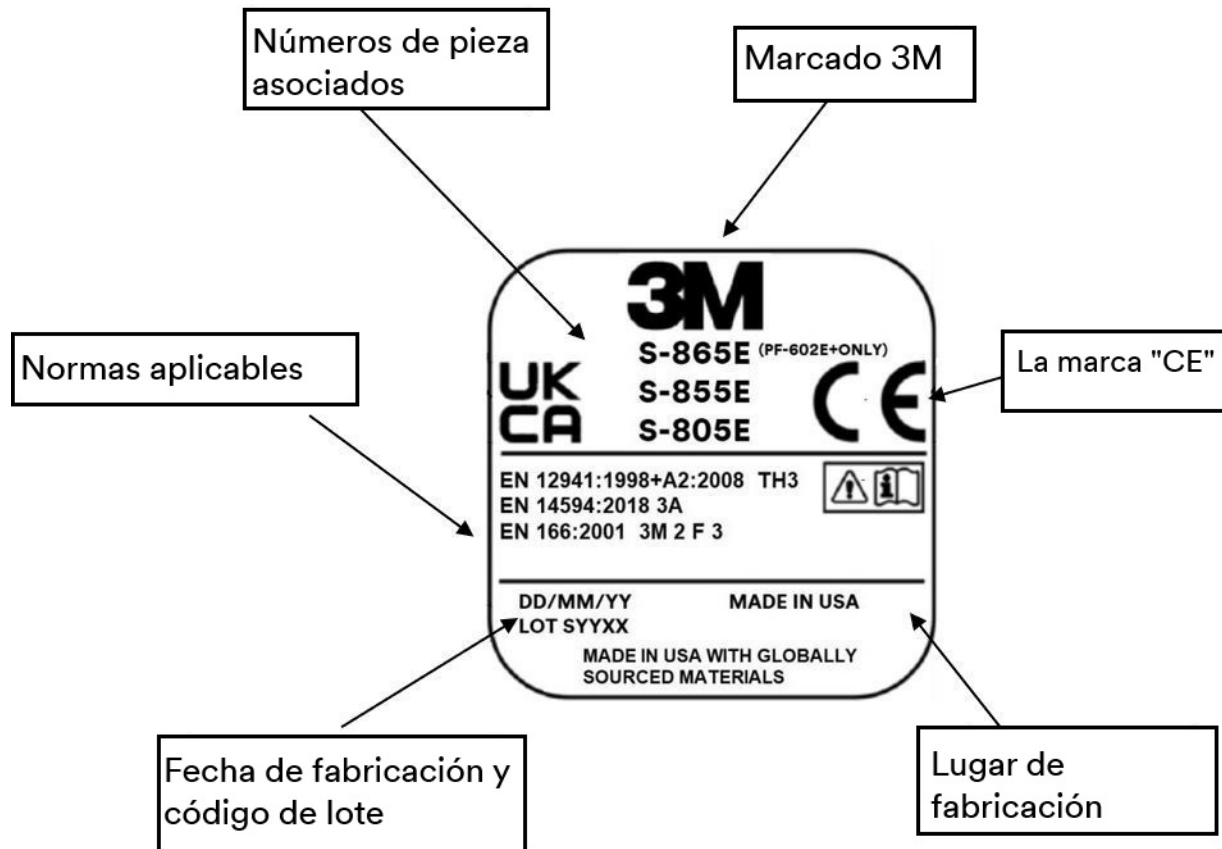 Números de pieza
asociados
Marcado 3M
Normas aplicables
La marca "CE"
3M
S-865E (PF-602E+ONLY)
S-855E
S-805E
UK
CA
CE
EN 12941:1998+A2:2008 TH3
EN 14594:2018 3A
EN 166:2001 3M 2 F 3
DD/MM/YY MADE IN USA
LOT SYYXX
MADE IN USA WITH GLOBALLY
SOURCED MATERIALS
Fecha de fabricación y
código de lote
Lugar de
fabricación